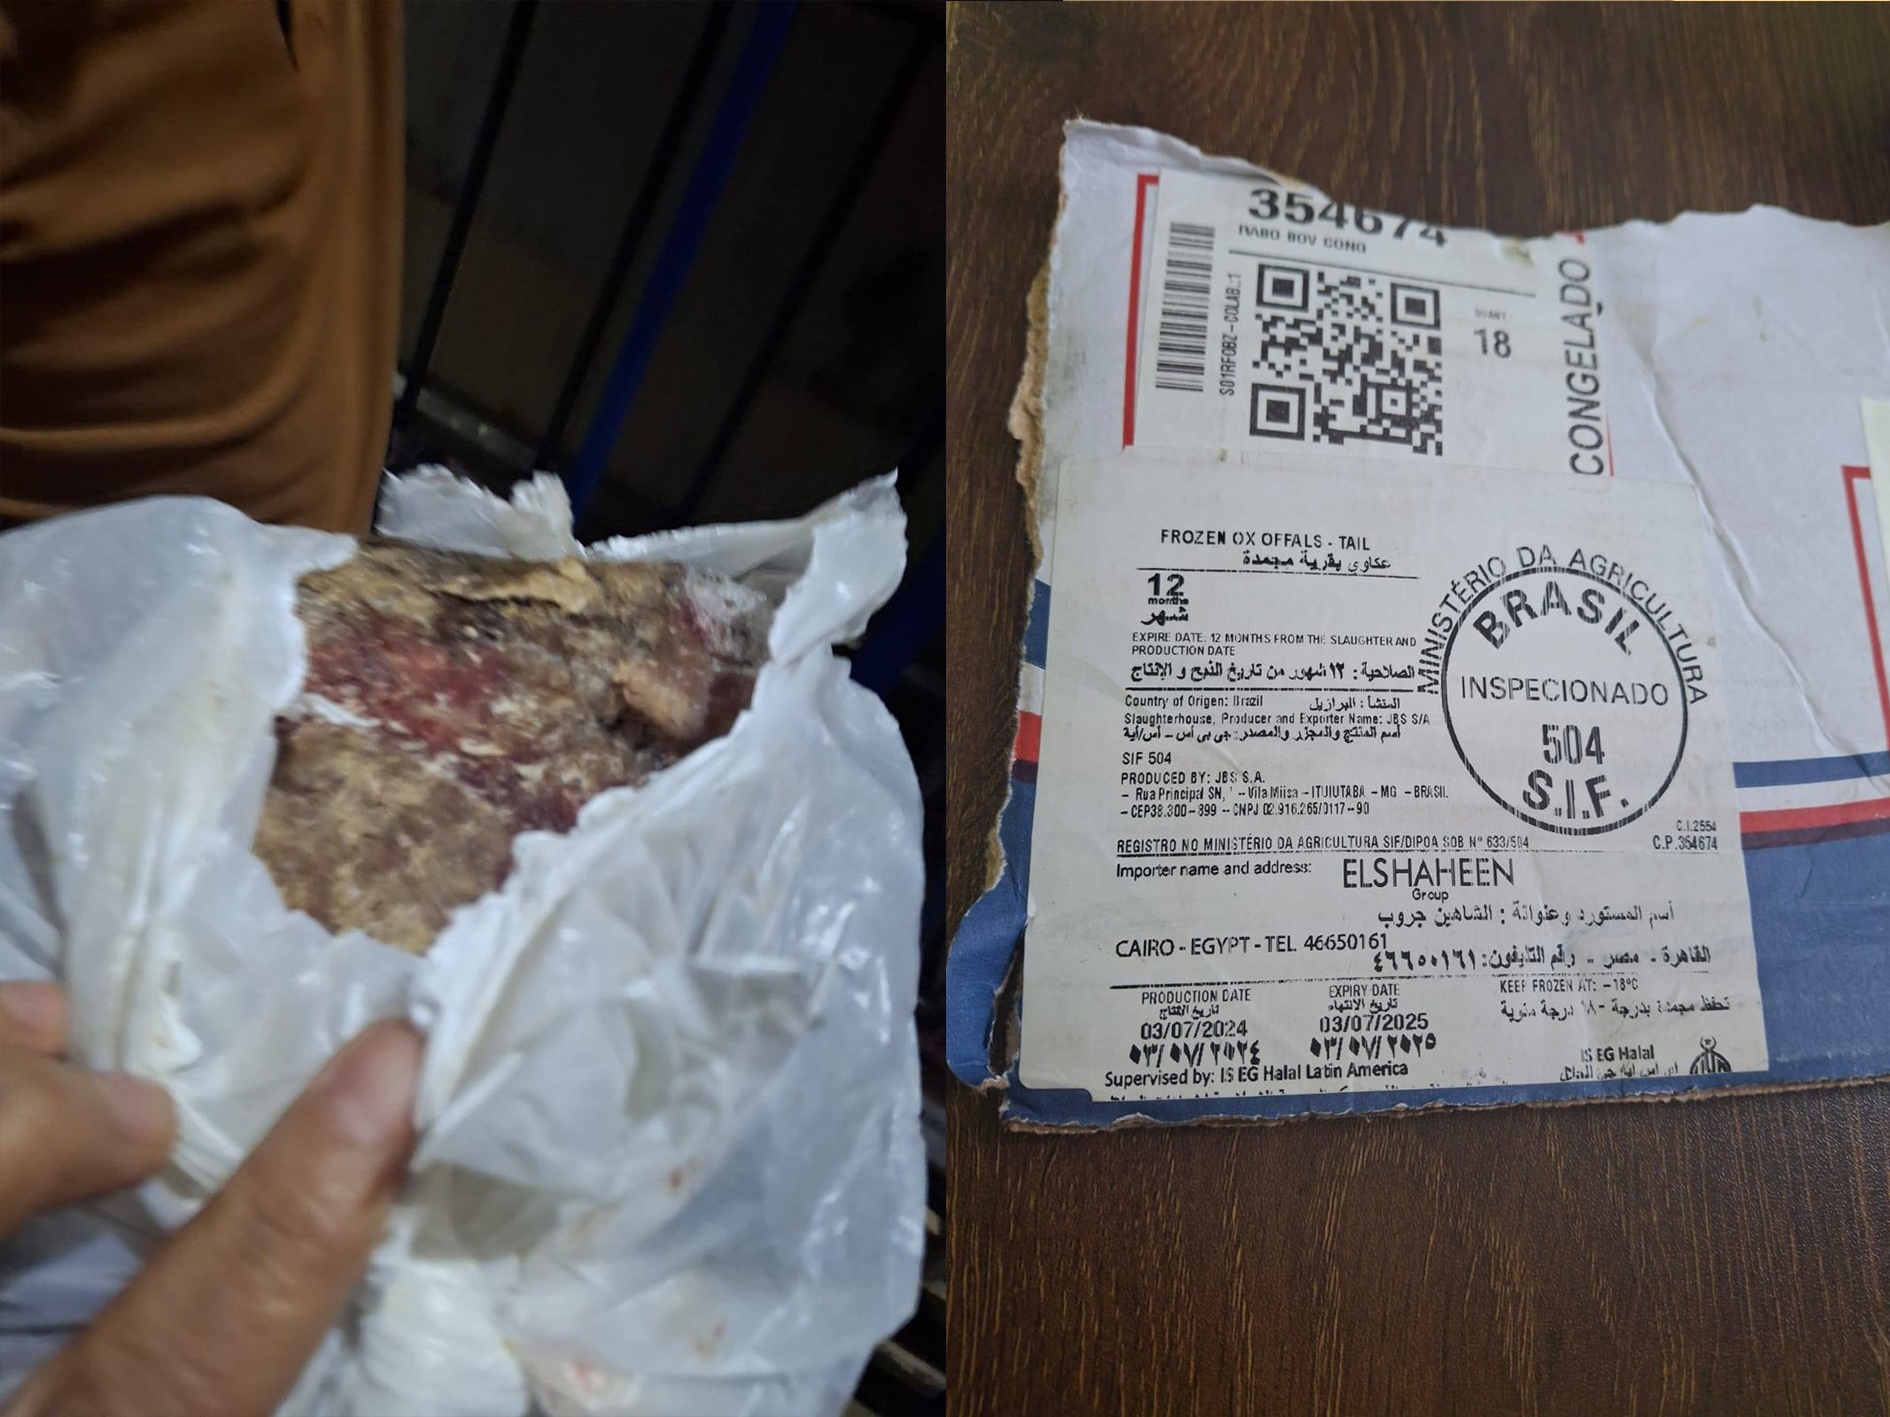 354674
RABO BOV CONG
S01RF0BZ-COLAB.:1
QUANT.
18
CONGELADO
FROZEN OX OFFALS - TAIL
عكاوي بقرية مجمدة
12
months
شهر
EXPIRE DATE: 12 MONTHS FROM THE SLAUGHTER AND
PRODUCTION DATE
الصلاحية: ١٢ شهور من تاريخ الذبح و الإنتاج
Country of Origen: Brazil المنشأ: البرازيل
Slaughterhouse, Producer and Exporter Name: JBS S/A
أسم المنتج والمجزر والمصدر: جي بي أس - أس/أية
SIF 504
PRODUCED BY: JBS S.A.
- Rua Principal SN, - Vila Miisa - ITUIUTABA - MG - BRASIL
- CEP38.300-899 -- CNPJ 02.916.265/0117-90
MINISTÉRIO DA AGRICULTURA
BRASIL
INSPECIONADO
504
S.I.F.
C.I.2554
REGISTRO NO MINISTÉRIO DA AGRICULTURA SIF/DIPOA SOB N° 633/504 C.P.354674
Importer name and address: ELSHAHEEN
Group
أسم المستورد وعنوانة: الشاهين جروب
CAIRO - EGYPT - TEL. 46650161
القاهرة - مصر - رقم التليفون: ٤٦٦٥٠١٦١
PRODUCTION DATE
تاريخ الإنتاج
03/07/2024
٠٣/٠٧/٢٠٢٤
EXPIRY DATE
تاريخ الانتهاء
03/07/2025
٠٣/٠٧/٢٠٢٥
KEEP FROZEN AT: -18°C
تحفظ مجمدة بدرجة -١٨ درجة مئوية
Supervised by: IS EG Halal Latin America
IS EG Halal